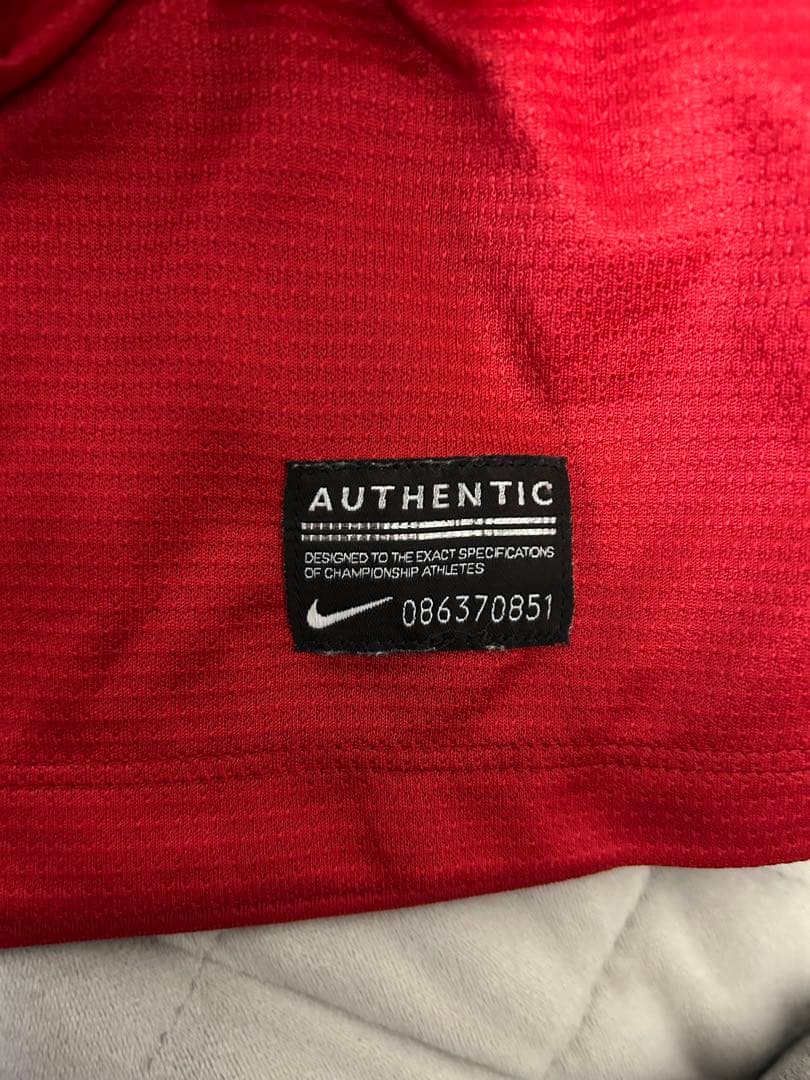 AUTHENTIC
DESIGNED TO THE EXACT SPECIFICATIONS
OF CHAMPIONSHIP ATHLETES
086370851